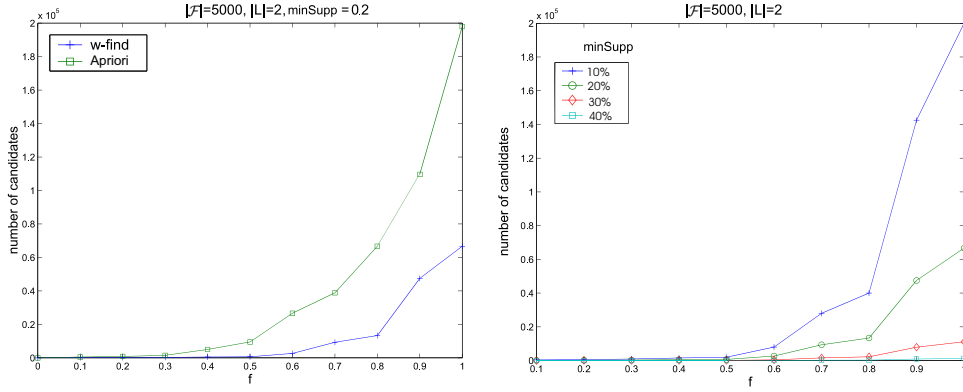 |ℱ|=5000, |L|=2, minSupp = 0.2
x 10⁵
2
1.8
1.6
1.4
1.2
1
0.8
0.6
0.4
0.2
0
number of candidates
w-find
Apriori
0 0.1 0.2 0.3 0.4 0.5 0.6 0.7 0.8 0.9 1
f
|ℱ|=5000, |L|=2
x 10⁵
2
1.8
1.6
1.4
1.2
1
0.8
0.6
0.4
0.2
0
number of candidates
minSupp
10%
20%
30%
40%
0.1 0.2 0.3 0.4 0.5 0.6 0.7 0.8 0.9 1
f